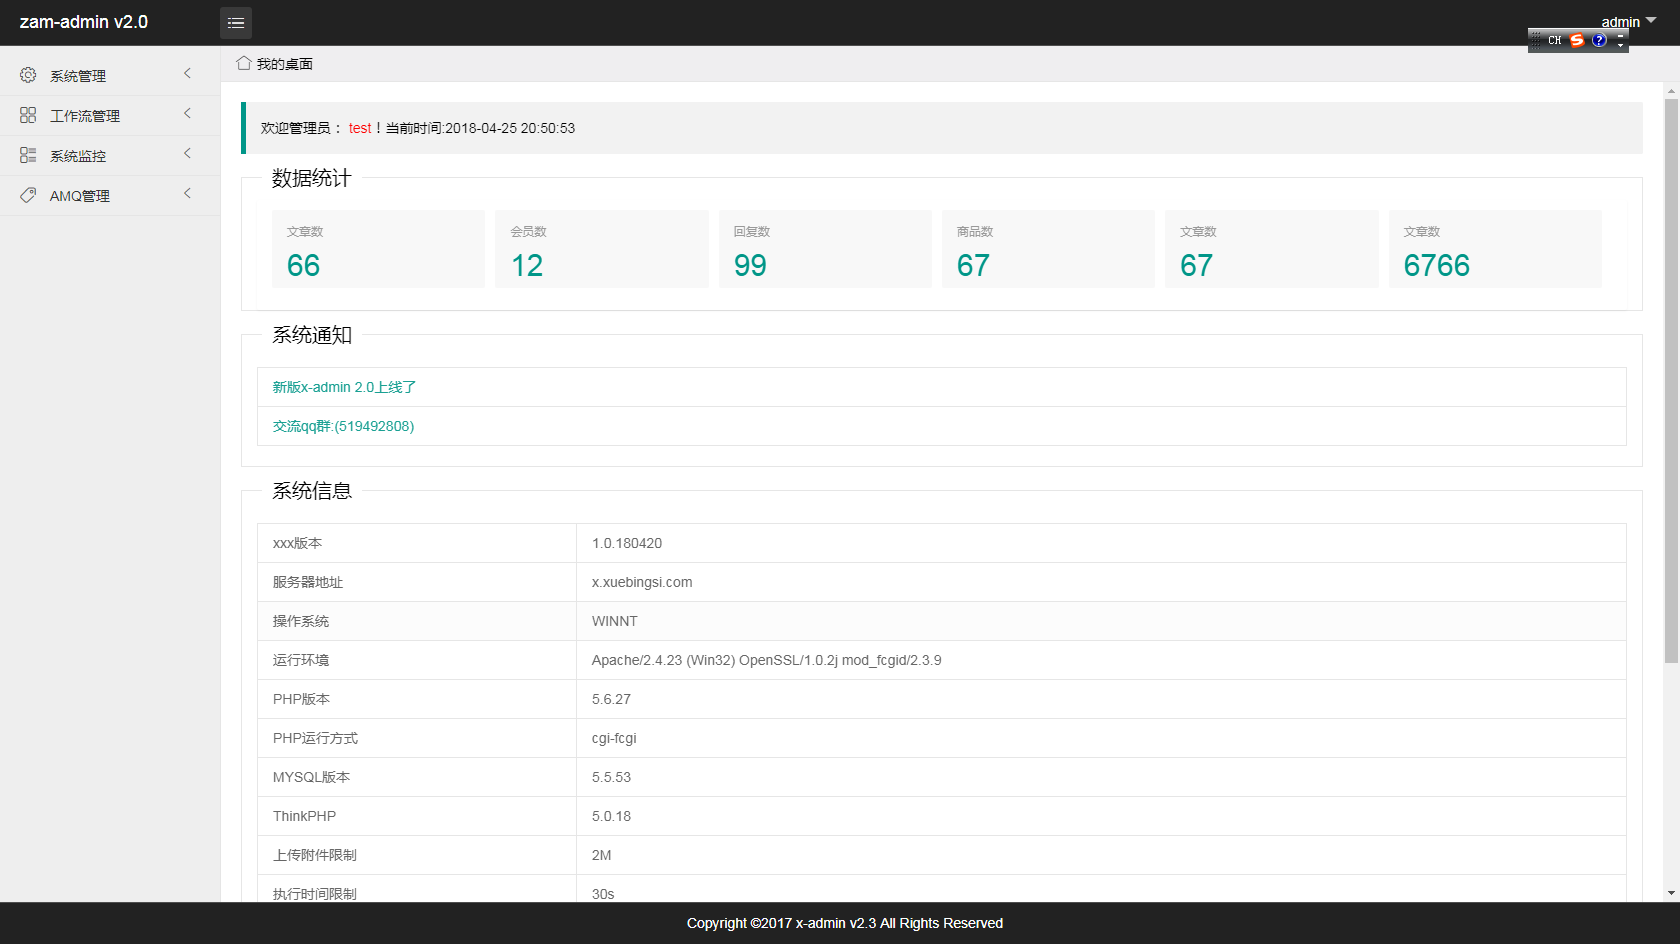 zam-admin v2.0
admin
CH
系统管理
工作流管理
系统监控
AMQ管理
我的桌面
欢迎管理员： test！当前时间:2018-04-25 20:50:53
数据统计
文章数 会员数 回复数 商品数 文章数 文章数
66 12 99 67 67 6766
系统通知
新版x-admin 2.0上线了
交流qq群:(519492808)
系统信息
xxx版本 1.0.180420
服务器地址 x.xuebingsi.com
操作系统 WINNT
运行环境 Apache/2.4.23 (Win32) OpenSSL/1.0.2j mod_fcgid/2.3.9
PHP版本 5.6.27
PHP运行方式 cgi-fcgi
MYSQL版本 5.5.53
ThinkPHP 5.0.18
上传附件限制 2M
执行时间限制 30s
Copyright ©2017 x-admin v2.3 All Rights Reserved